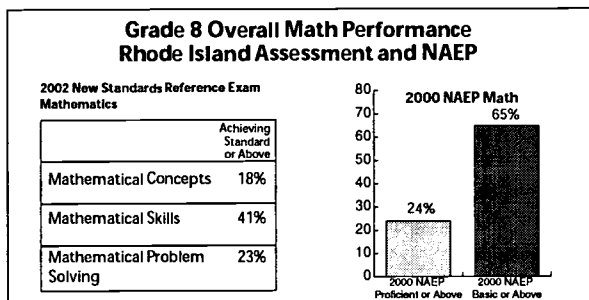 Grade 8 Overall Math Performance
Rhode Island Assessment and NAEP
2002 New Standards Reference Exam
Mathematics
Achieving
Standard
or Above
Mathematical Concepts 18%
Mathematical Skills 41%
Mathematical Problem 23%
Solving
2000 NAEP Math
80
70
60
50
40
30
20
10
0
24%
65%
2000 NAEP
Proficient or Above
2000 NAEP
Basic or Above